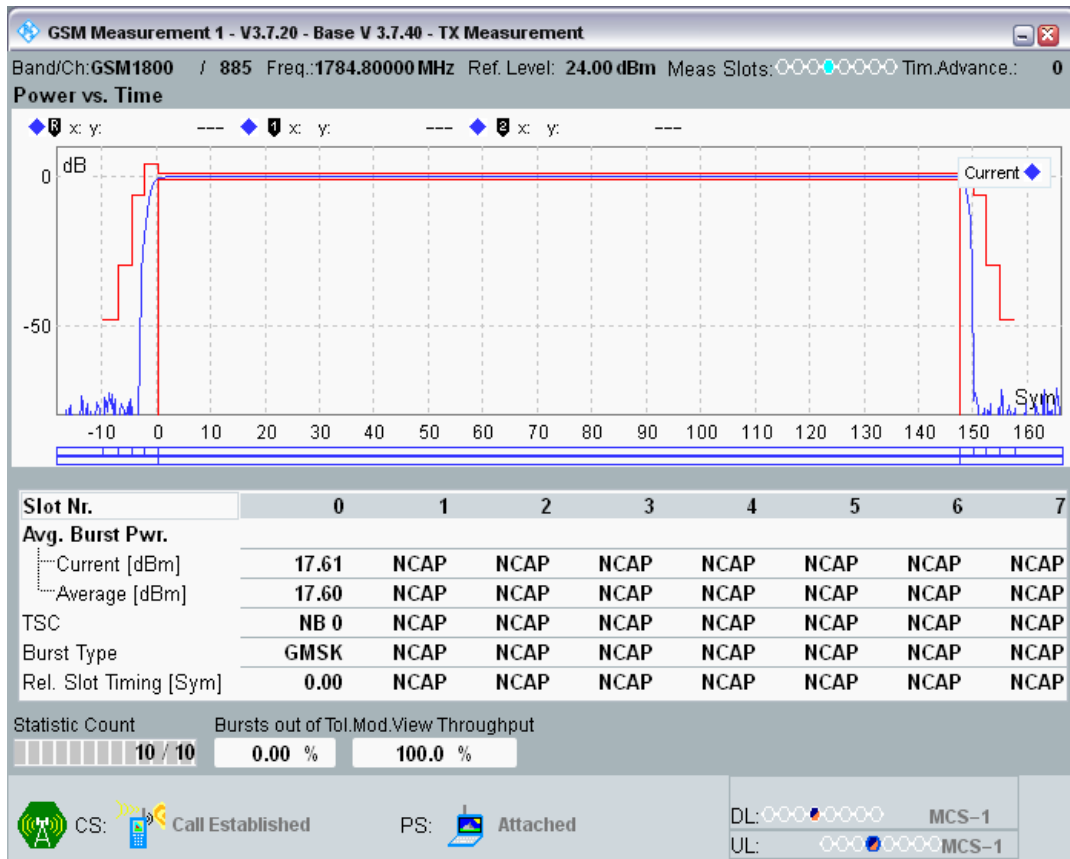 GSM Measurement 1 - V3.7.20 - Base V 3.7.40 - TX Measurement
Band/Ch:GSM1800 / 885 Freq.:1784.80000 MHz Ref. Level: 24.00 dBm Meas Slots: Tim.Advance.: 0
Power vs. Time
R x: y: --- 1 x: y: --- 2 x: y: ---
dB
Current
0
-50
Sym
-10 0 10 20 30 40 50 60 70 80 90 100 110 120 130 140 150 160
Slot Nr. 0 1 2 3 4 5 6 7
Avg. Burst Pwr.
Current [dBm] 17.61 NCAP NCAP NCAP NCAP NCAP NCAP NCAP
Average [dBm] 17.60 NCAP NCAP NCAP NCAP NCAP NCAP NCAP
TSC NB 0 NCAP NCAP NCAP NCAP NCAP NCAP NCAP
Burst Type GMSK NCAP NCAP NCAP NCAP NCAP NCAP NCAP
Rel. Slot Timing [Sym] 0.00 NCAP NCAP NCAP NCAP NCAP NCAP NCAP
Statistic Count Bursts out of Tol.Mod.View Throughput
10 / 10 0.00 % 100.0 %
CS: Call Established PS: Attached DL: MCS-1
UL: MCS-1